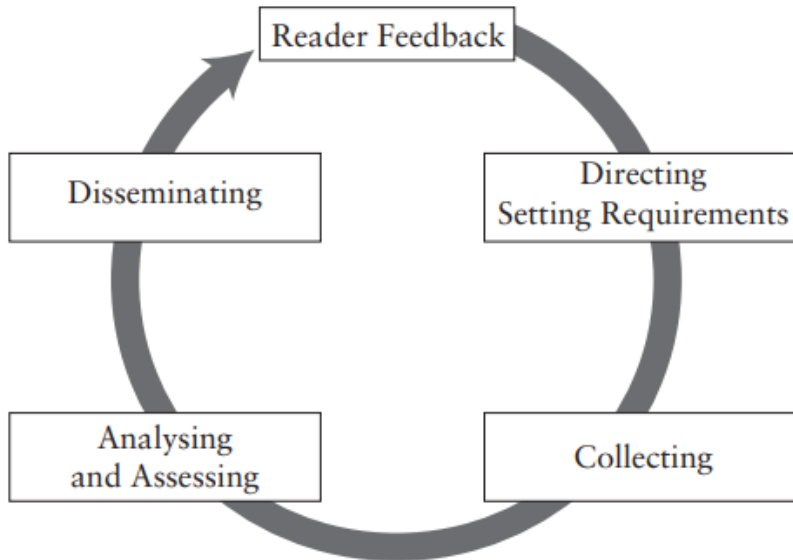 Reader Feedback
Directing
Setting Requirements
Collecting
Analysing
and Assessing
Disseminating